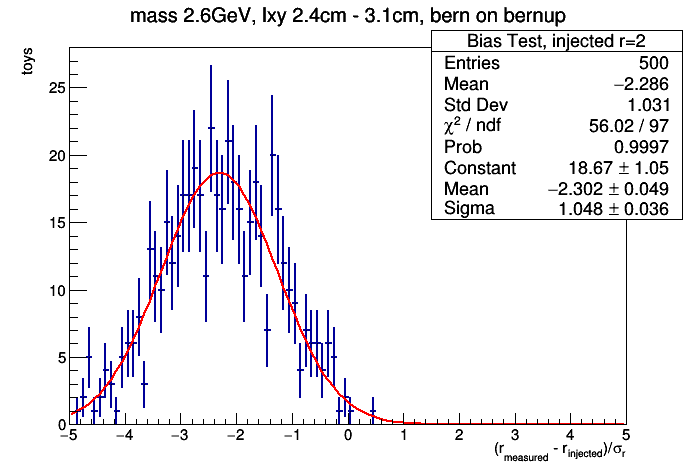 mass 2.6GeV, lxy 2.4cm - 3.1cm, bern on bernup
toys
Bias Test, injected r=2
Entries 500
Mean −2.286
Std Dev 1.031
χ² / ndf 56.02 / 97
Prob 0.9997
Constant 18.67 ± 1.05
Mean −2.302 ± 0.049
Sigma 1.048 ± 0.036
25
20
15
10
5
0
−5 −4 −3 −2 −1 0 1 2 3 4 5
(r_measured - r_injected)/σ_r